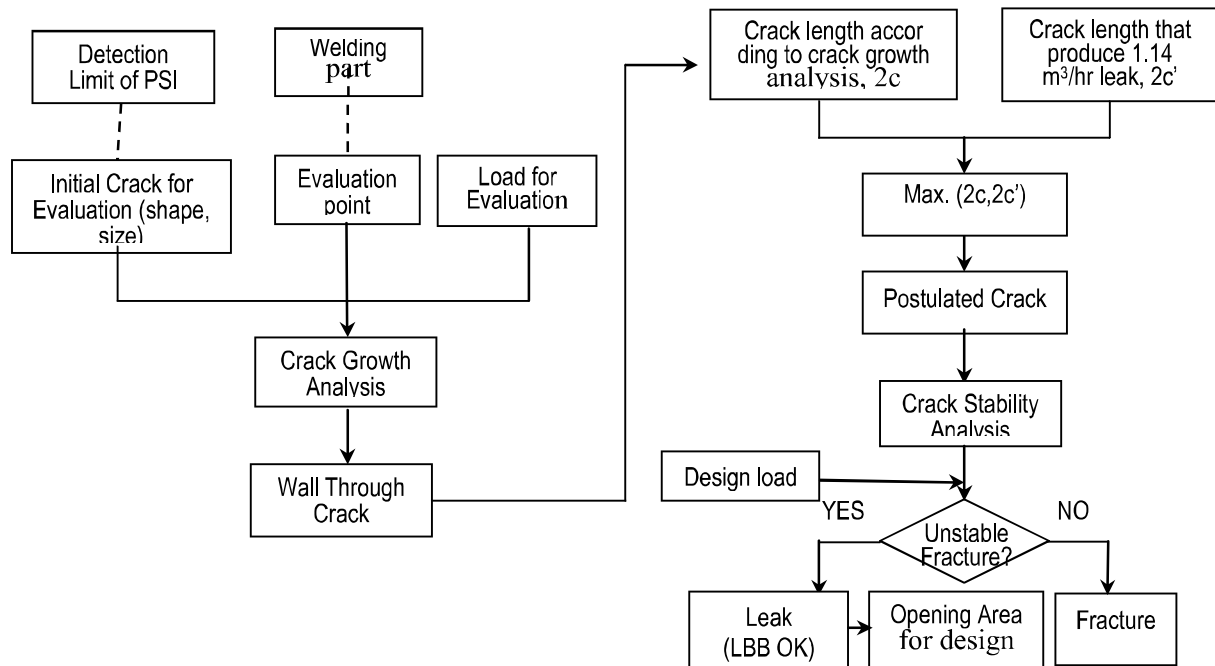 Detection
Limit of PSI
Welding
part
Initial Crack for
Evaluation (shape,
size)
Evaluation
point
Load for
Evaluation
Crack Growth
Analysis
Wall Through
Crack
Crack length accor
ding to crack growth
analysis, 2c
Crack length that
produce 1.14
m³/hr leak, 2c'
Max. (2c,2c')
Postulated Crack
Crack Stability
Analysis
Design load
YES
NO
Unstable
Fracture?
Leak
(LBB OK)
Opening Area
for design
Fracture